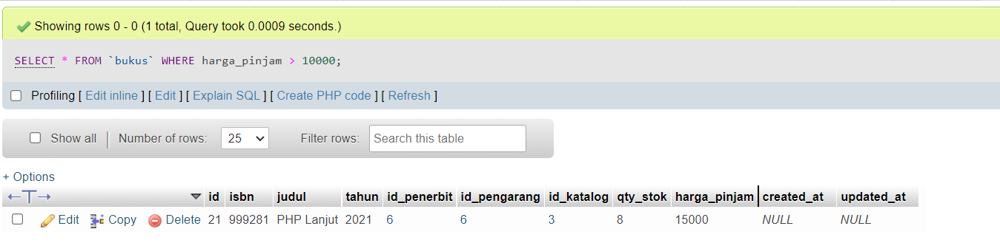 Showing rows 0 - 0 (1 total, Query took 0.0009 seconds.)
SELECT * FROM `bukus` WHERE harga_pinjam > 10000;
Profiling [ Edit inline ] [ Edit ] [ Explain SQL ] [ Create PHP code ] [ Refresh ]
Show all Number of rows: 25 Filter rows: Search this table
+ Options
←T→ id isbn judul tahun id_penerbit id_pengarang id_katalog qty_stok harga_pinjam created_at updated_at
Edit Copy Delete 21 999281 PHP Lanjut 2021 6 6 3 8 15000 NULL NULL